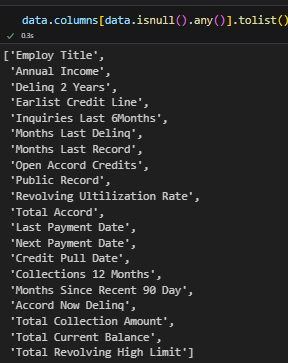 data.columns[data.isnull().any()].tolist()
0.3s
['Employ Title',
'Annual Income',
'Delinq 2 Years',
'Earlist Credit Line',
'Inquiries Last 6Months',
'Months Last Delinq',
'Months Last Record',
'Open Accord Credits',
'Public Record',
'Revolving Ultilization Rate',
'Total Accord',
'Last Payment Date',
'Next Payment Date',
'Credit Pull Date',
'Collections 12 Months',
'Months Since Recent 90 Day',
'Accord Now Delinq',
'Total Collection Amount',
'Total Current Balance',
'Total Revolving High Limit']